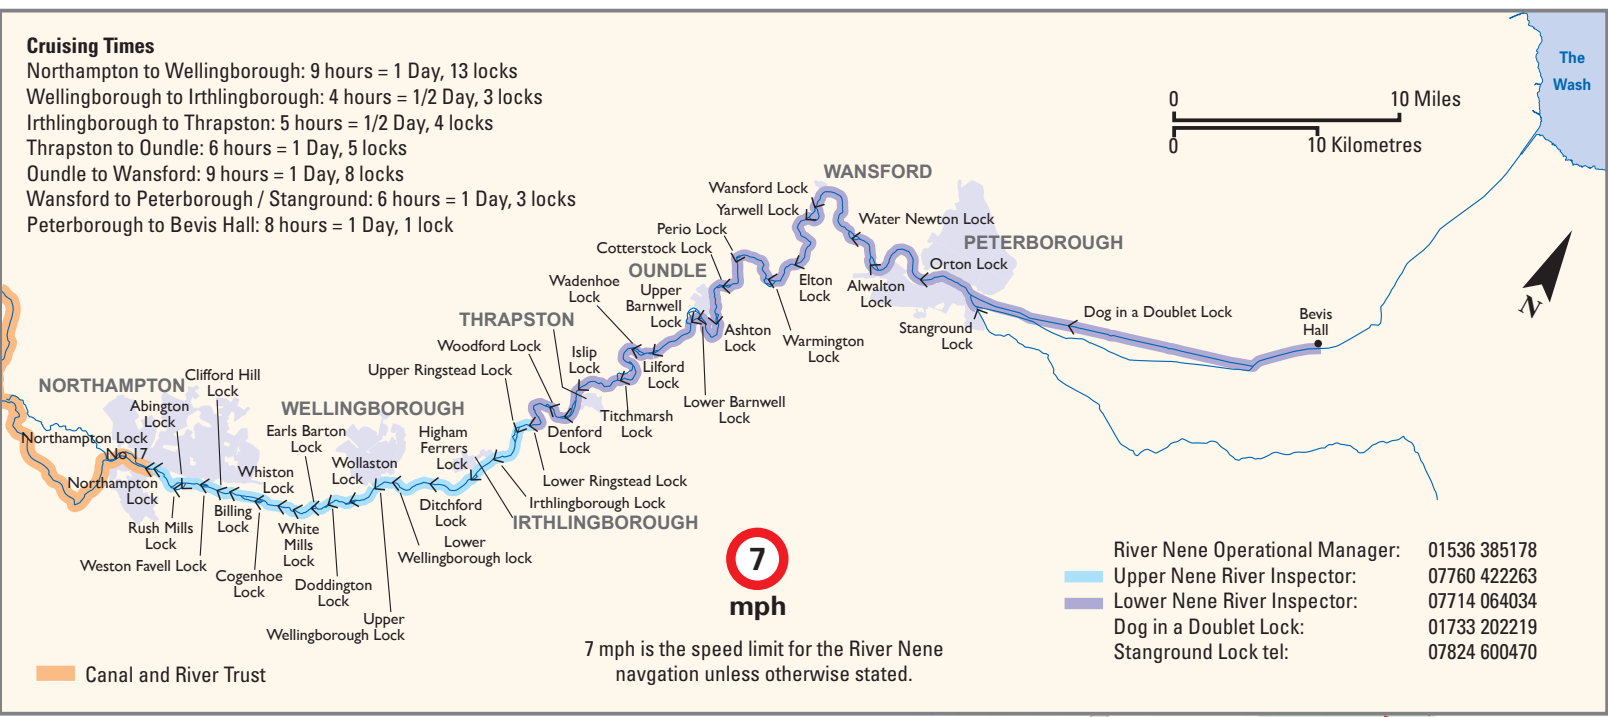 Cruising Times
Northampton to Wellingborough: 9 hours = 1 Day, 13 locks
Wellingborough to Irthlingborough: 4 hours = 1/2 Day, 3 locks
Irthlingborough to Thrapston: 5 hours = 1/2 Day, 4 locks
Thrapston to Oundle: 6 hours = 1 Day, 5 locks
Oundle to Wansford: 9 hours = 1 Day, 8 locks
Wansford to Peterborough / Stanground: 6 hours = 1 Day, 3 locks
Peterborough to Bevis Hall: 8 hours = 1 Day, 1 lock
The
Wash
0
10 Miles
0
10 Kilometres
N
WANSFORD
Wansford Lock
Yarwell Lock
Water Newton Lock
Perio Lock
Cotterstock Lock
PETERBOROUGH
Orton Lock
OUNDLE
Wadenhoe
Lock
Upper
Barnwell
Lock
Elton
Lock
Alwalton
Lock
Dog in a Doublet Lock
Bevis
Hall
Stanground
Lock
THRAPSTON
Ashton
Lock
Warmington
Lock
Woodford Lock
Islip
Lock
Lilford
Lock
Upper Ringstead Lock
Lower Barnwell
Lock
Titchmarsh
Lock
Denford
Lock
NORTHAMPTON
Clifford Hill
Lock
Abington
Lock
WELLINGBOROUGH
Earls Barton
Lock
Higham
Ferrers
Lock
Northampton Lock
No 17
Wollaston
Lock
Whiston
Lock
Northampton
Lock
Lower Ringstead Lock
Irthlingborough Lock
IRTHLINGBOROUGH
Ditchford
Lock
Rush Mills
Lock
Billing
Lock
White
Mills
Lock
Lower
Wellingborough lock
Weston Favell Lock
Cogenhoe
Lock
Doddington
Lock
Upper
Wellingborough Lock
7
mph
7 mph is the speed limit for the River Nene
navgation unless otherwise stated.
River Nene Operational Manager: 01536 385178
Upper Nene River Inspector: 07760 422263
Lower Nene River Inspector: 07714 064034
Dog in a Doublet Lock: 01733 202219
Stanground Lock tel: 07824 600470
Canal and River Trust